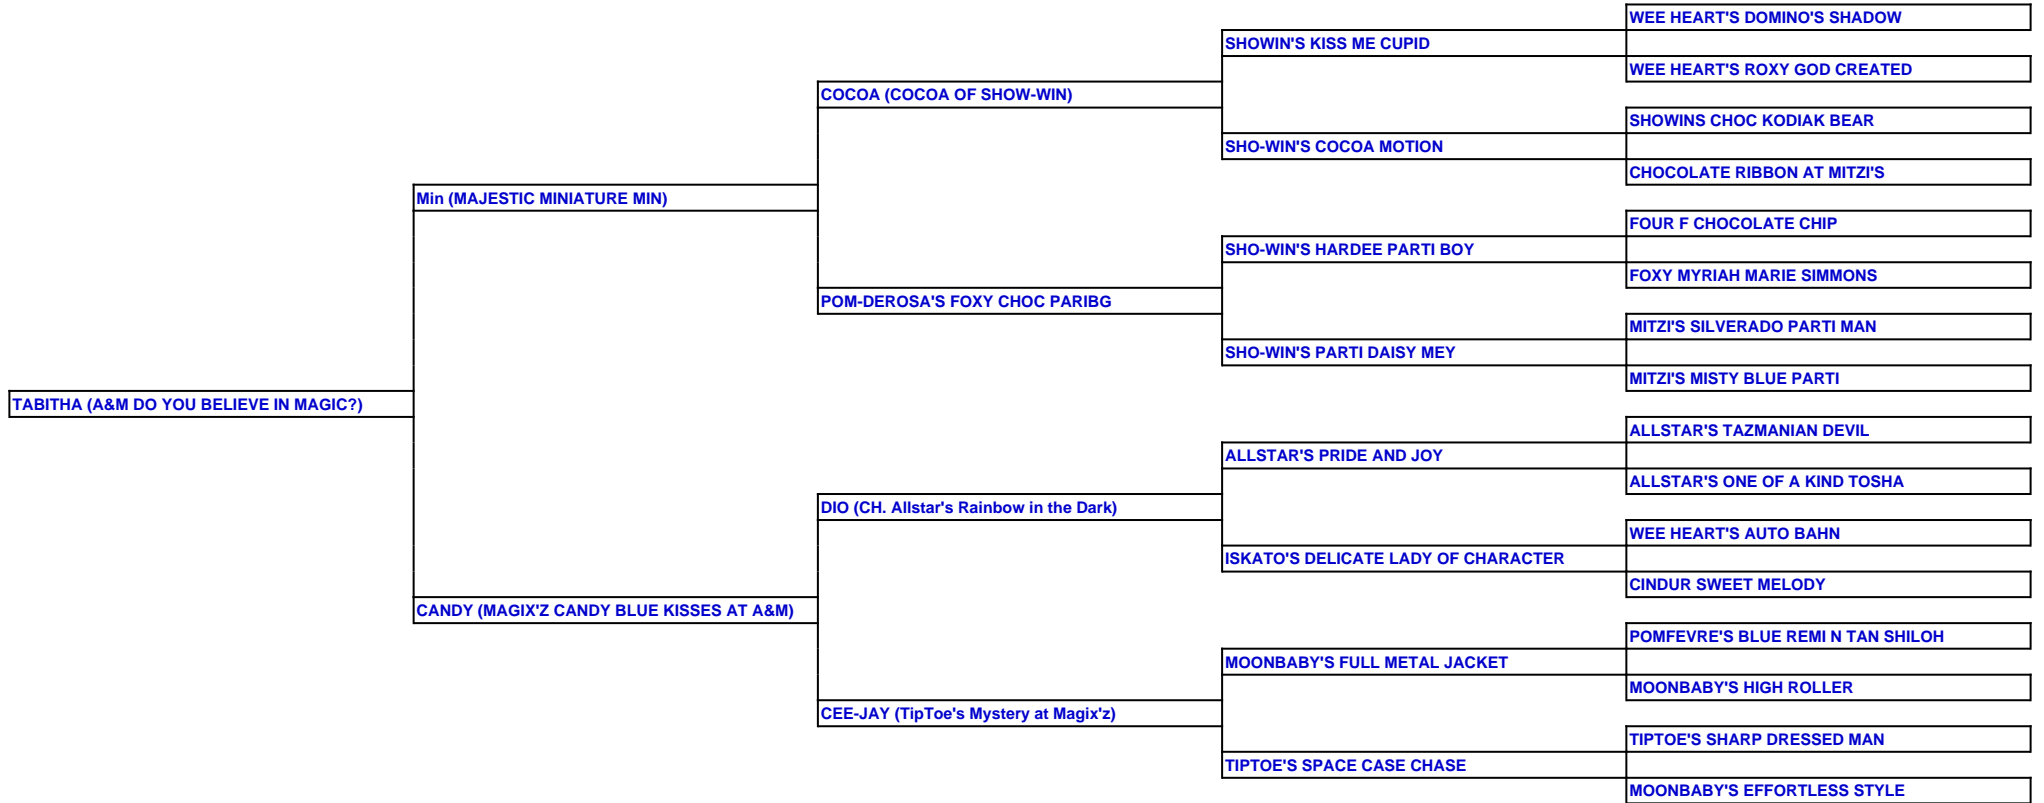 WEE HEART'S DOMINO'S SHADOW
SHOWIN'S KISS ME CUPID
WEE HEART'S ROXY GOD CREATED
COCOA (COCOA OF SHOW-WIN)
SHOWINS CHOC KODIAK BEAR
SHO-WIN'S COCOA MOTION
CHOCOLATE RIBBON AT MITZI'S
Min (MAJESTIC MINIATURE MIN)
FOUR F CHOCOLATE CHIP
SHO-WIN'S HARDEE PARTI BOY
FOXY MYRIAH MARIE SIMMONS
POM-DEROSA'S FOXY CHOC PARIBG
MITZI'S SILVERADO PARTI MAN
SHO-WIN'S PARTI DAISY MEY
MITZI'S MISTY BLUE PARTI
TABITHA (A&M DO YOU BELIEVE IN MAGIC?)
ALLSTAR'S TAZMANIAN DEVIL
ALLSTAR'S PRIDE AND JOY
ALLSTAR'S ONE OF A KIND TOSHA
DIO (CH. Allstar's Rainbow in the Dark)
WEE HEART'S AUTO BAHN
ISKATO'S DELICATE LADY OF CHARACTER
CINDUR SWEET MELODY
CANDY (MAGIX'Z CANDY BLUE KISSES AT A&M)
POMFEVRE'S BLUE REMI N TAN SHILOH
MOONBABY'S FULL METAL JACKET
MOONBABY'S HIGH ROLLER
CEE-JAY (TipToe's Mystery at Magix'z)
TIPTOE'S SHARP DRESSED MAN
TIPTOE'S SPACE CASE CHASE
MOONBABY'S EFFORTLESS STYLE